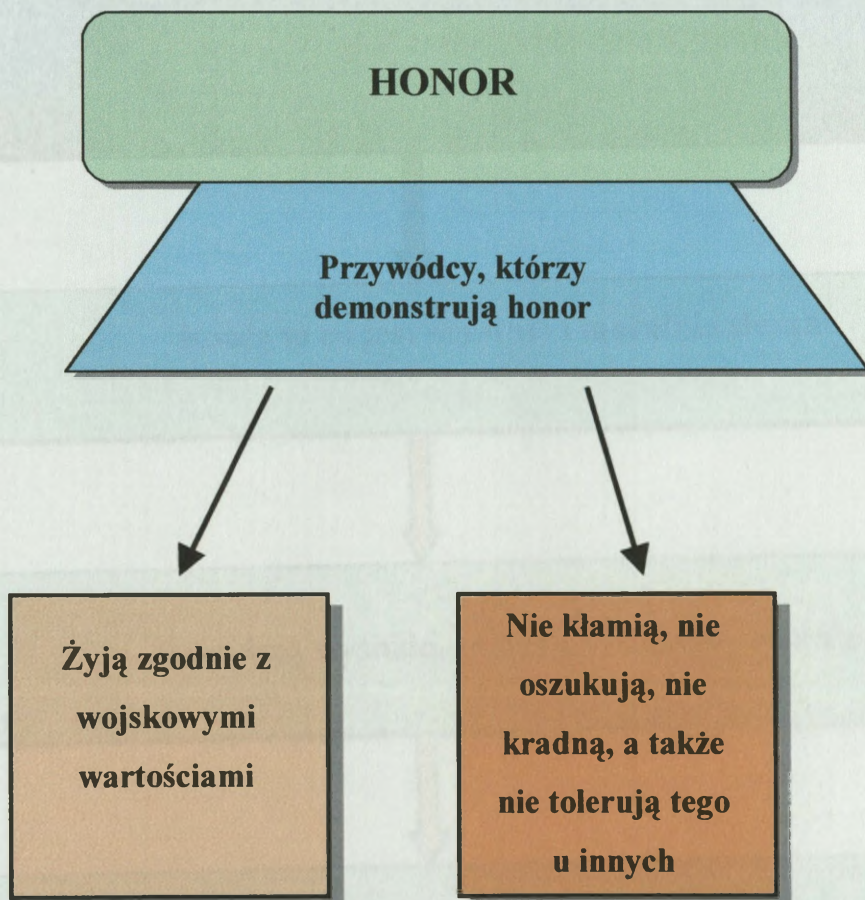 HONOR
Przywódcy, którzy
demonstrują honor
Żyją zgodnie z
wojskowymi
wartościami
Nie kłamią, nie
oszukują, nie
kradną, a także
nie tolerują tego
u innych